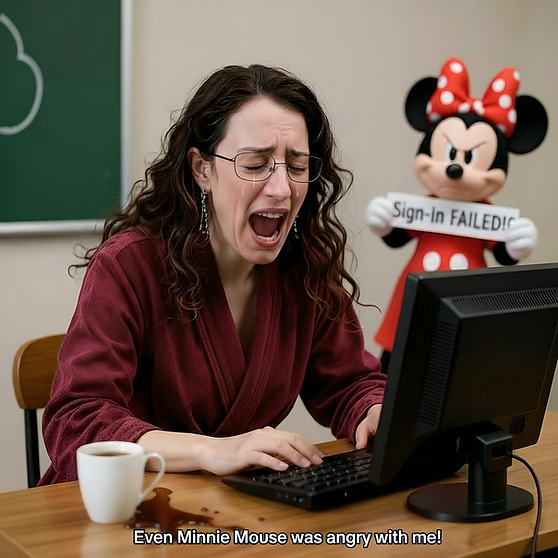 Sign-in FAILED!
Even Minnie Mouse was angry with me!